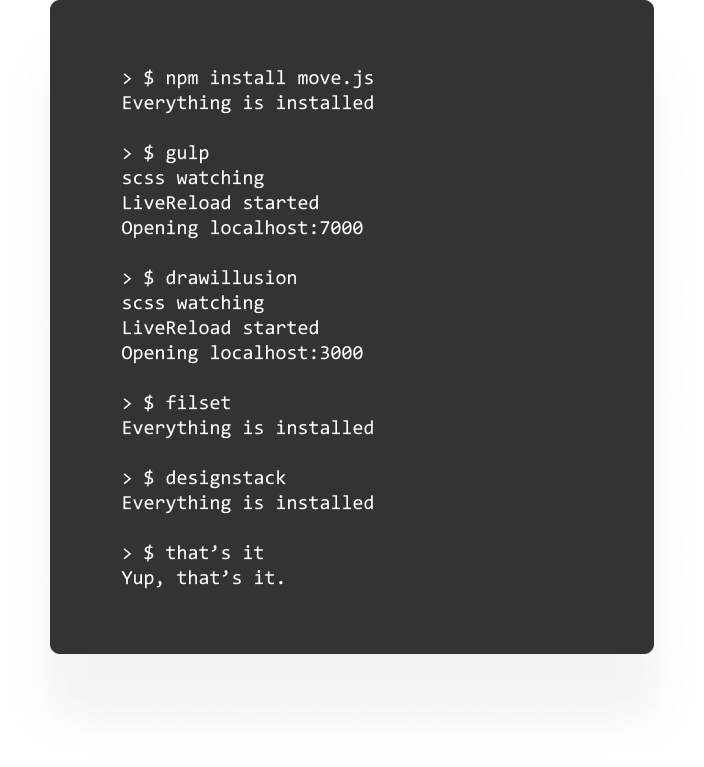 > $ npm install move.js
Everything is installed
> $ gulp
scss watching
LiveReload started
Opening localhost:7000
> $ drawillusion
scss watching
LiveReload started
Opening localhost:3000
> $ filset
Everything is installed
> $ designstack
Everything is installed
> $ that’s it
Yup, that’s it.